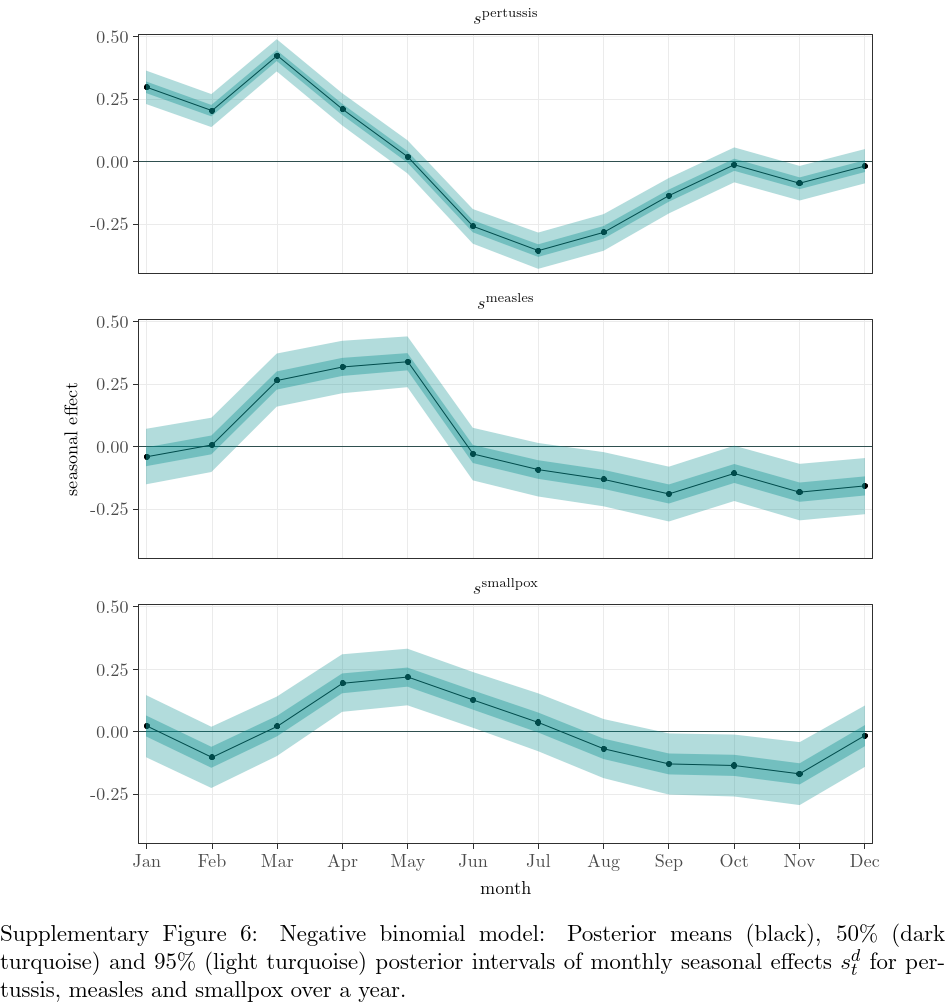 s^pertussis
0.50
0.25
0.00
-0.25
s^measles
0.50
0.25
0.00
-0.25
seasonal effect
s^smallpox
0.50
0.25
0.00
-0.25
Jan Feb Mar Apr May Jun Jul Aug Sep Oct Nov Dec
month
Supplementary Figure 6: Negative binomial model: Posterior means (black), 50% (dark
turquoise) and 95% (light turquoise) posterior intervals of monthly seasonal effects s_t^d for per-
tussis, measles and smallpox over a year.